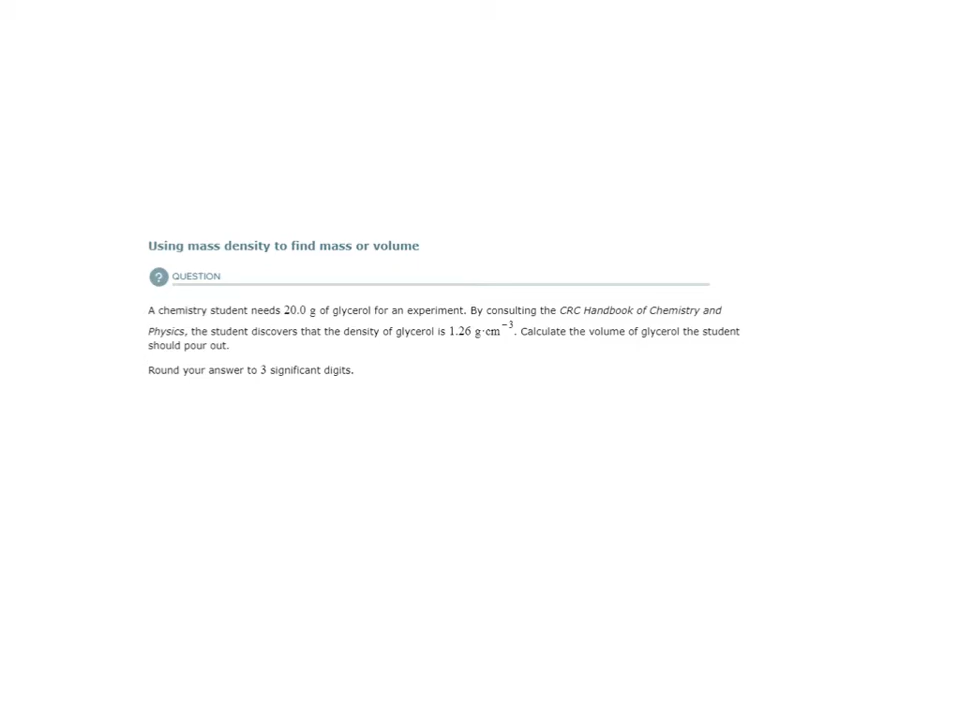 Using mass density to find mass or volume
? QUESTION
A chemistry student needs 20.0 g of glycerol for an experiment. By consulting the CRC Handbook of Chemistry and
Physics, the student discovers that the density of glycerol is 1.26 g·cm⁻³. Calculate the volume of glycerol the student
should pour out.
Round your answer to 3 significant digits.